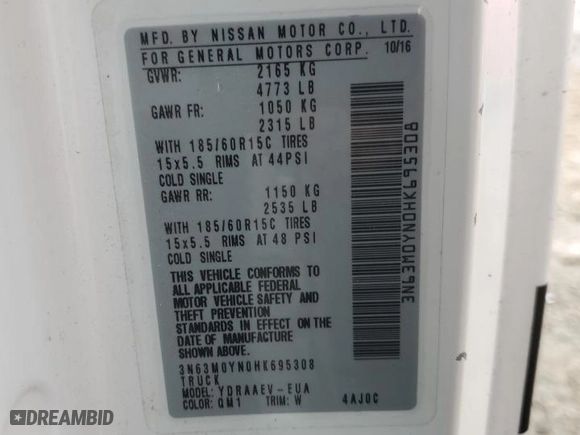 MFD. BY NISSAN MOTOR CO., LTD.
FOR GENERAL MOTORS CORP. 10/16
GVWR: 2165 KG
4773 LB
GAWR FR: 1050 KG
2315 LB
WITH 185/60R15C TIRES
15x5.5 RIMS AT 44PSI
COLD SINGLE
GAWR RR: 1150 KG
2535 LB
WITH 185/60R15C TIRES
15x5.5 RIMS AT 48 PSI
COLD SINGLE
THIS VEHICLE CONFORMS TO
ALL APPLICABLE FEDERAL
MOTOR VEHICLE SAFETY AND
THEFT PREVENTION
STANDARDS IN EFFECT ON THE
DATE OF MANUFACTURE
SHOWN ABOVE.
3N63M0YN0HK695308
TRUCK
MODEL: YDRAAEV-EUA
COLOR: QM1 TRIM: W 4AJ0C
3N63M0YN0HK695308
EPICVIN.COM